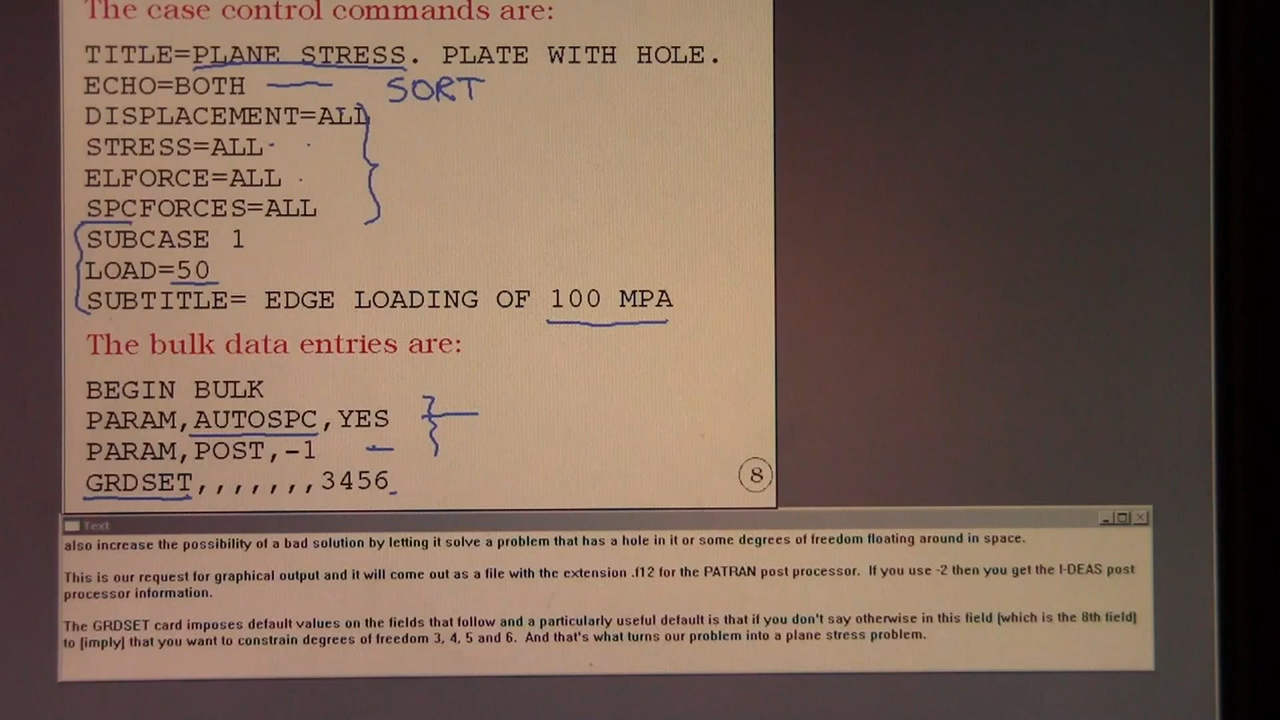 The case control commands are:
TITLE=PLANE STRESS. PLATE WITH HOLE.
ECHO=BOTH SORT
DISPLACEMENT=ALL
STRESS=ALL
ELFORCE=ALL
SPCFORCES=ALL
SUBCASE 1
LOAD=50
SUBTITLE= EDGE LOADING OF 100 MPA
The bulk data entries are:
BEGIN BULK
PARAM,AUTOSPC,YES
PARAM,POST,-1
GRDSET,,,,,,,3456
8
Text
also increase the possibility of a bad solution by letting it solve a problem that has a hole in it or some degrees of freedom floating around in space.
This is our request for graphical output and it will come out as a file with the extension .f12 for the PATRAN post processor. If you use -2 then you get the I-DEAS post
processor information.
The GRDSET card imposes default values on the fields that follow and a particularly useful default is that if you don't say otherwise in this field [which is the 8th field]
to [imply] that you want to constrain degrees of freedom 3, 4, 5 and 6. And that's what turns our problem into a plane stress problem.